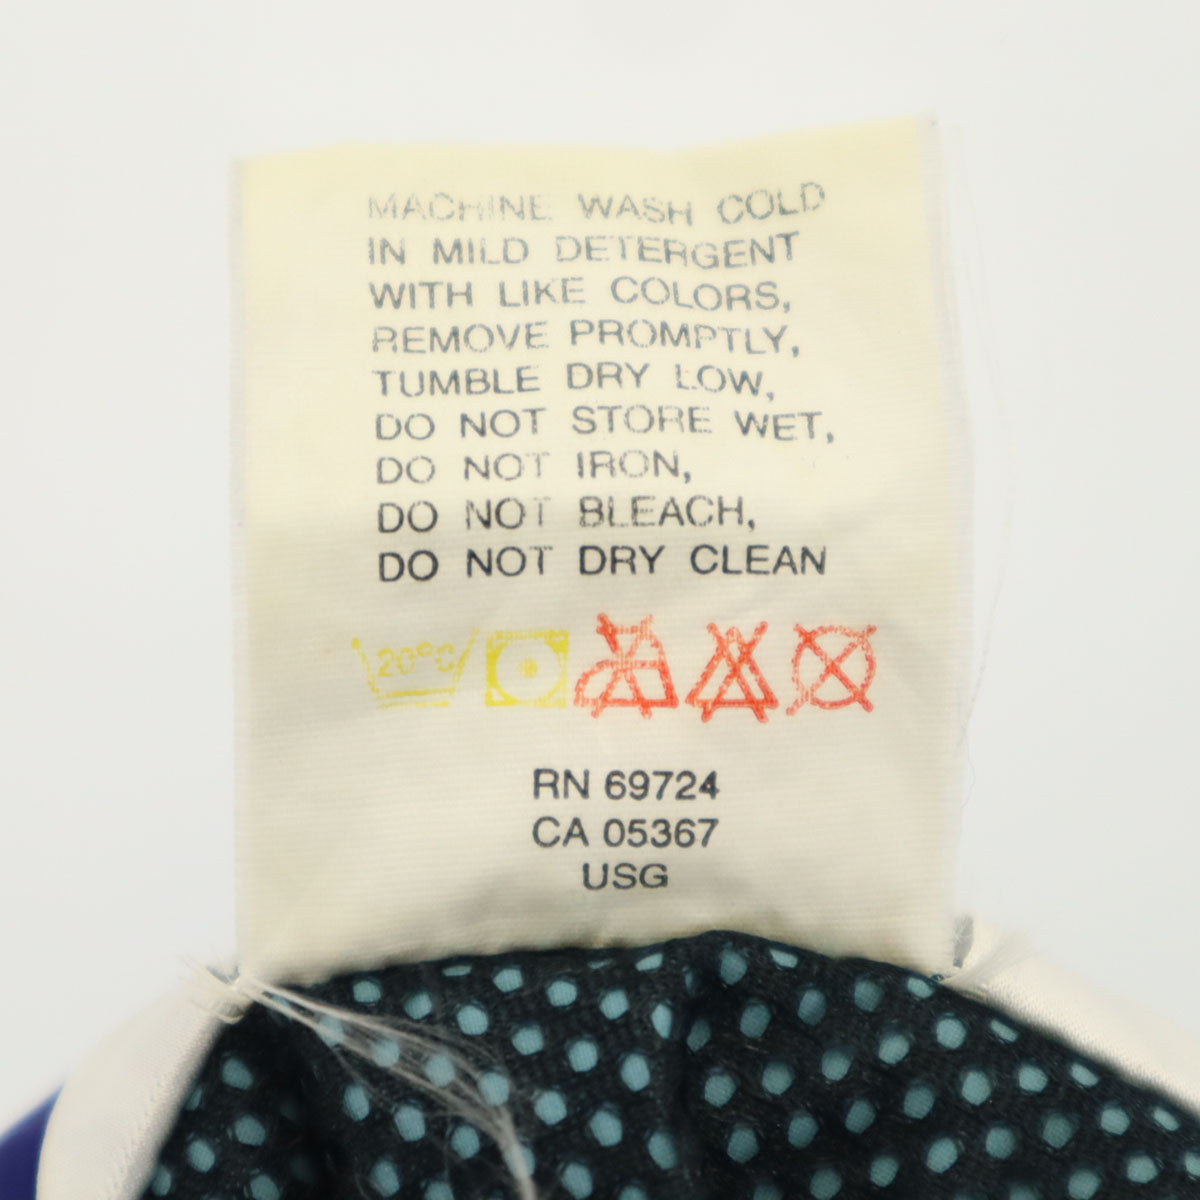 MACHINE WASH COLD
IN MILD DETERGENT
WITH LIKE COLORS,
REMOVE PROMPTLY,
TUMBLE DRY LOW,
DO NOT STORE WET,
DO NOT IRON,
DO NOT BLEACH,
DO NOT DRY CLEAN
20°C
RN 69724
CA 05367
USG